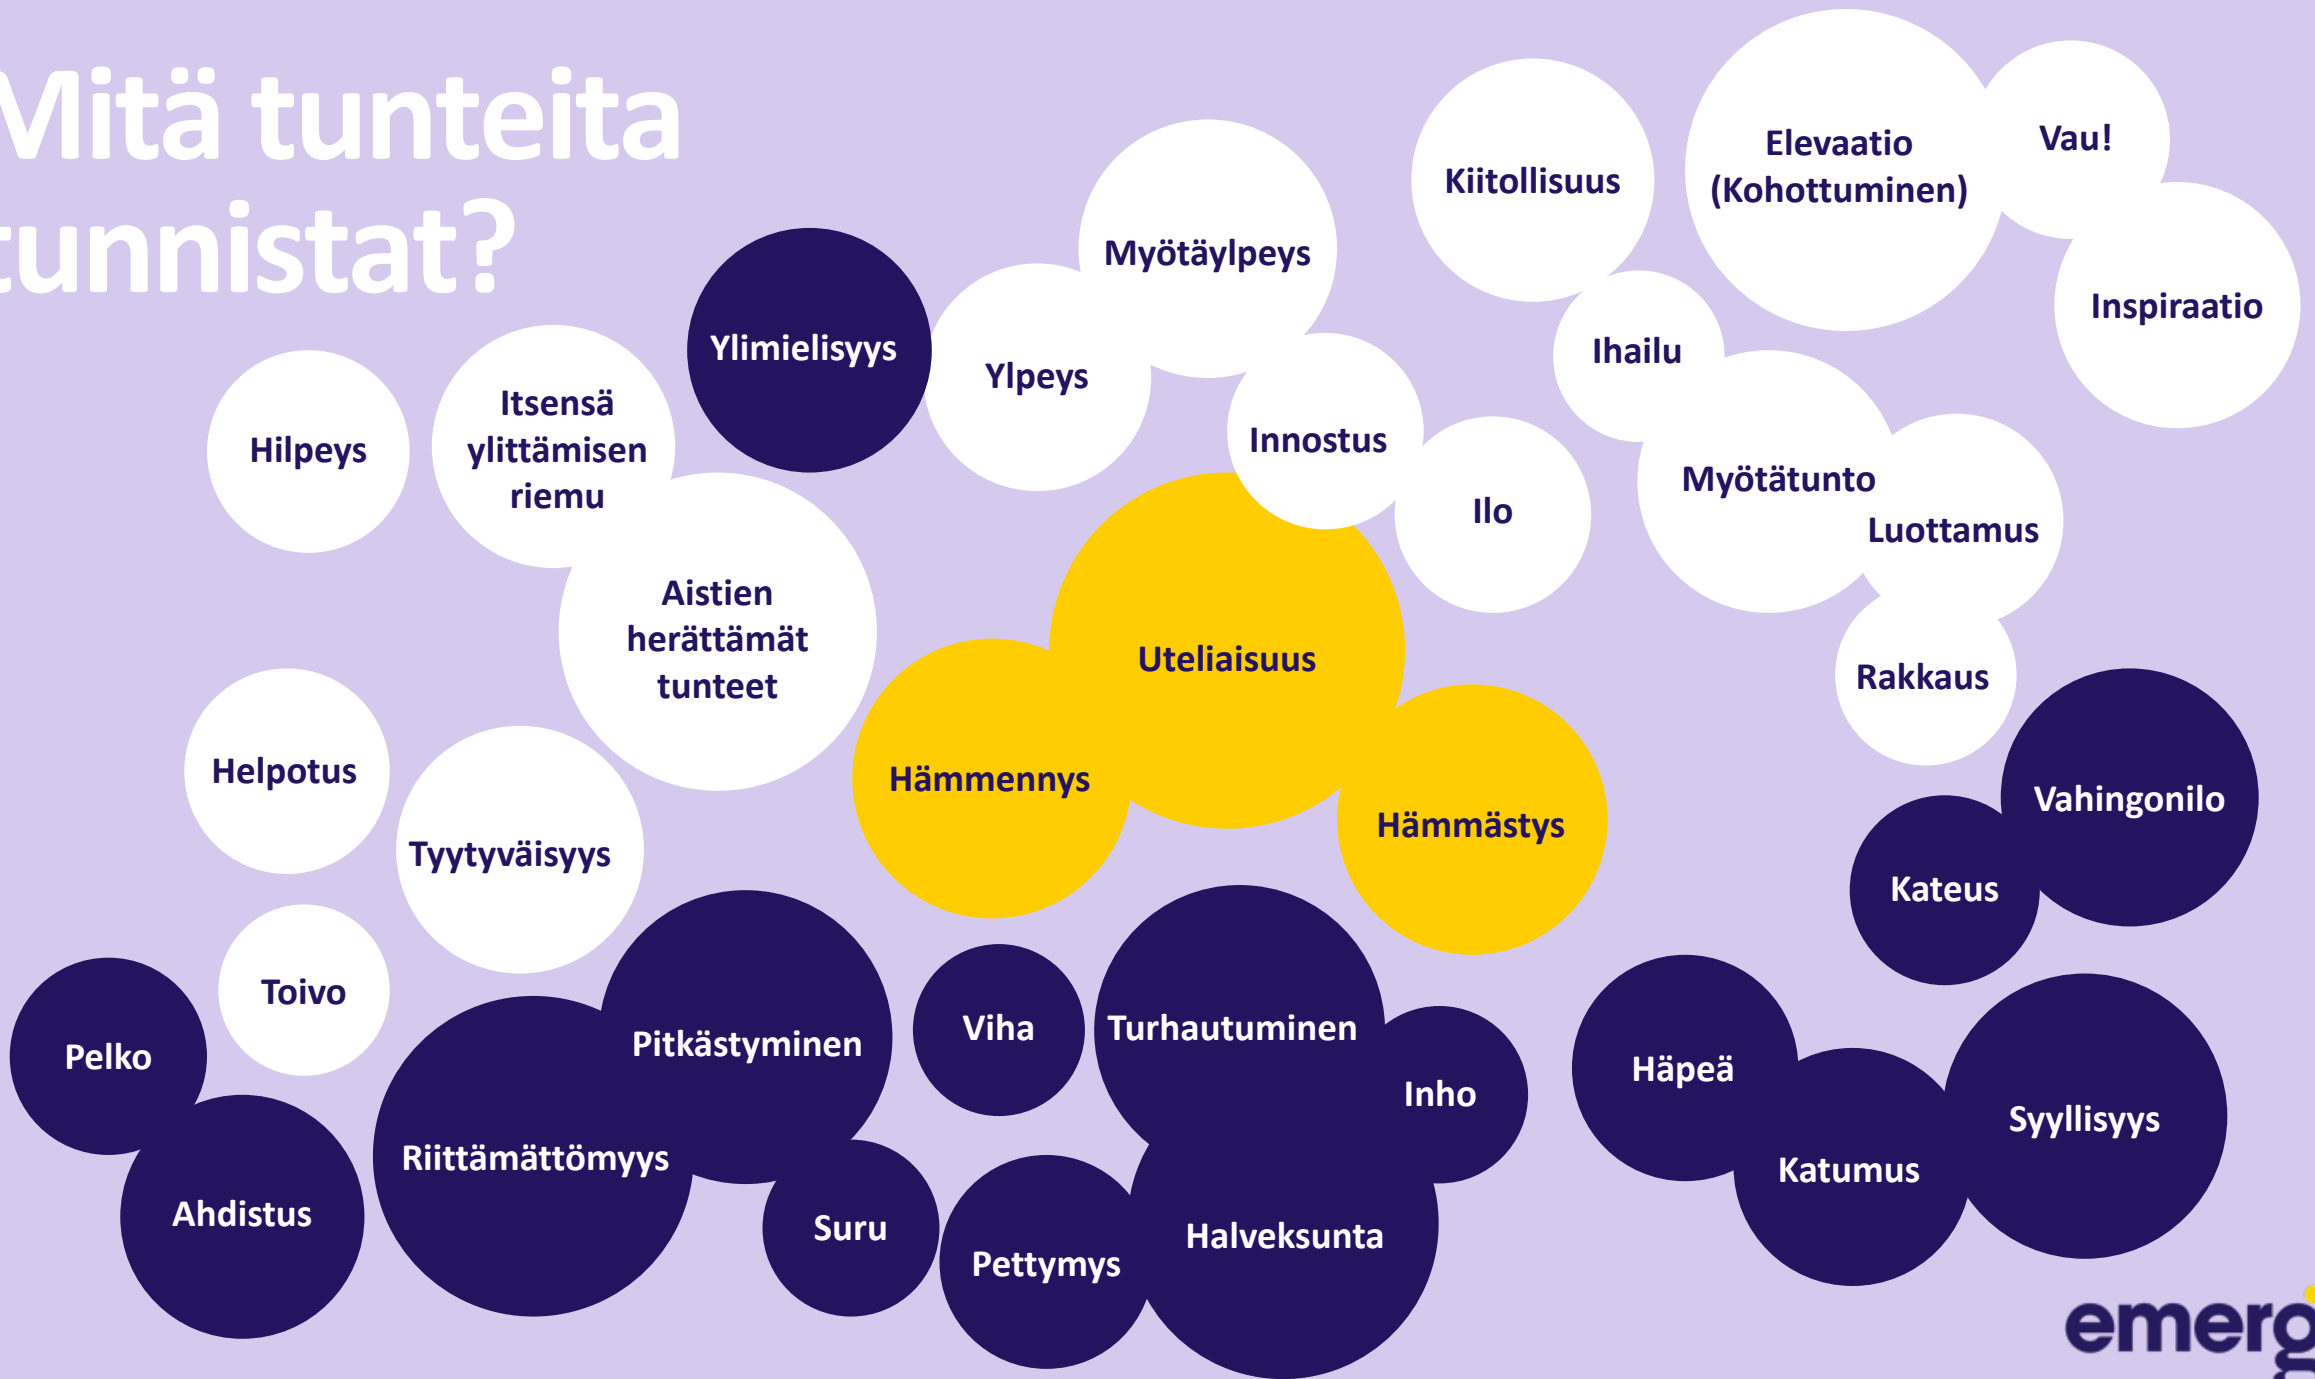 Mitä tunteita
tunnistat?
Kiitollisuus
Elevaatio
(Kohottuminen)
Vau!
Inspiraatio
Myötäylpeys
Ylimielisyys
Ylpeys
Ihailu
Hilpeys
Itsensä
ylittämisen
riemu
Innostus
Ilo
Myötätunto
Luottamus
Aistien
herättämät
tunteet
Uteliaisuus
Rakkaus
Helpotus
Hämmennys
Hämmästys
Vahingonilo
Tyytyväisyys
Kateus
Toivo
Pelko
Pitkästyminen
Viha
Turhautuminen
Inho
Häpeä
Syyllisyys
Riittämättömyys
Katumus
Ahdistus
Suru
Pettymys
Halveksunta
emerg